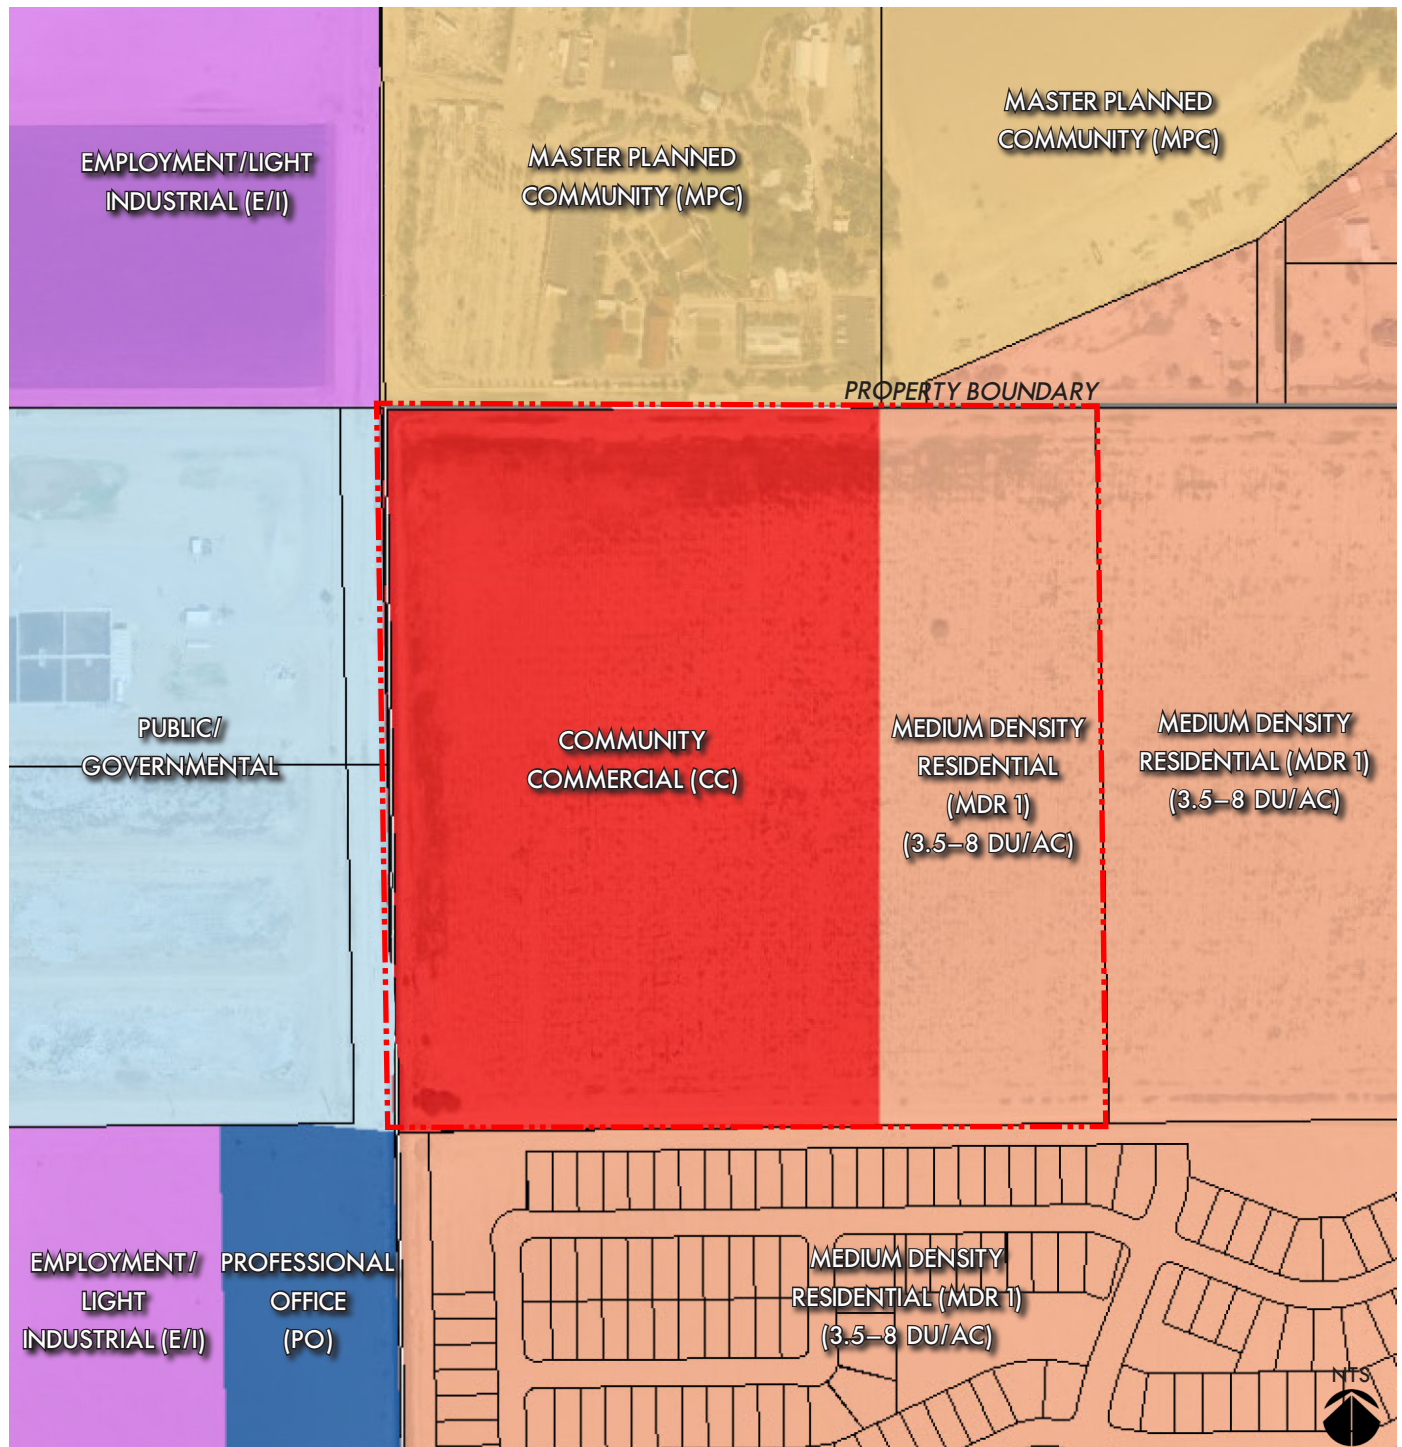 MASTER PLANNED
COMMUNITY (MPC)
EMPLOYMENT/LIGHT
INDUSTRIAL (E/I)
MASTER PLANNED
COMMUNITY (MPC)
PROPERTY BOUNDARY
PUBLIC/
GOVERNMENTAL
COMMUNITY
COMMERCIAL (CC)
MEDIUM DENSITY
RESIDENTIAL
(MDR 1)
(3.5–8 DU/AC)
MEDIUM DENSITY
RESIDENTIAL (MDR 1)
(3.5–8 DU/AC)
EMPLOYMENT/
LIGHT
INDUSTRIAL (E/I)
PROFESSIONAL
OFFICE
(PO)
MEDIUM DENSITY
RESIDENTIAL (MDR 1)
(3.5–8 DU/AC)
NTS